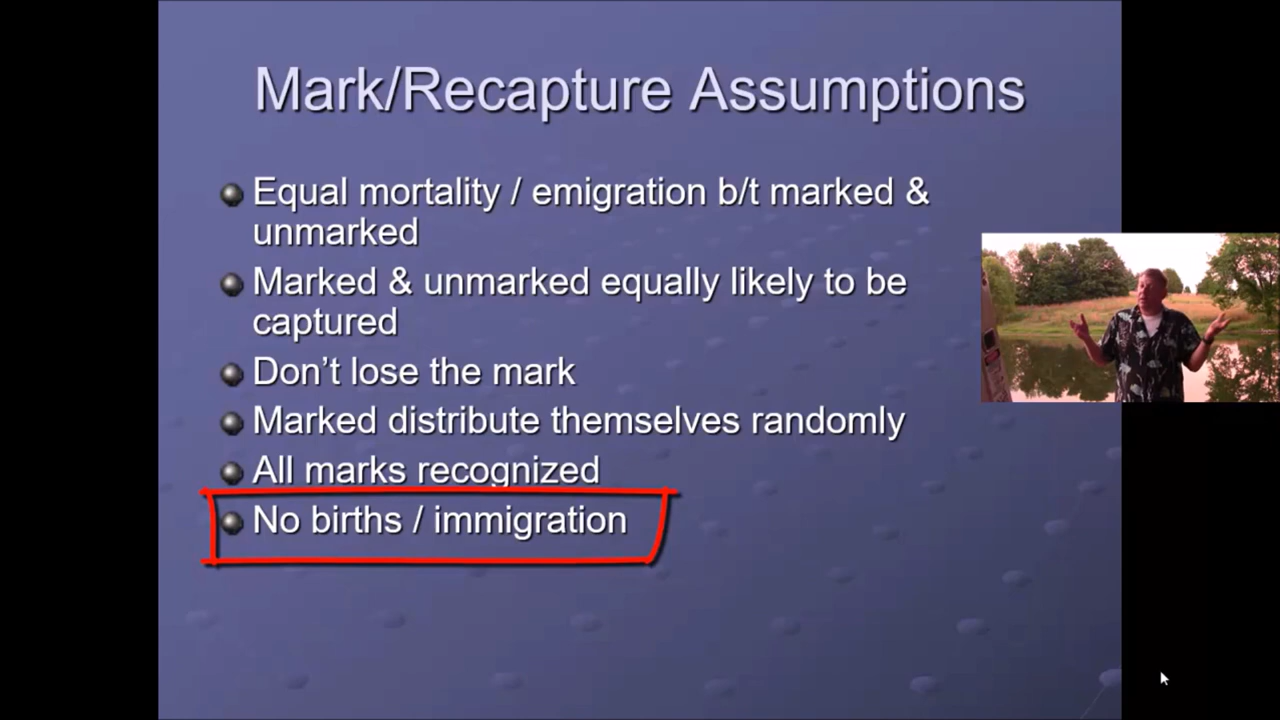 Mark/Recapture Assumptions
Equal mortality / emigration b/t marked &
unmarked
Marked & unmarked equally likely to be
captured
Don't lose the mark
Marked distribute themselves randomly
All marks recognized
No births / immigration